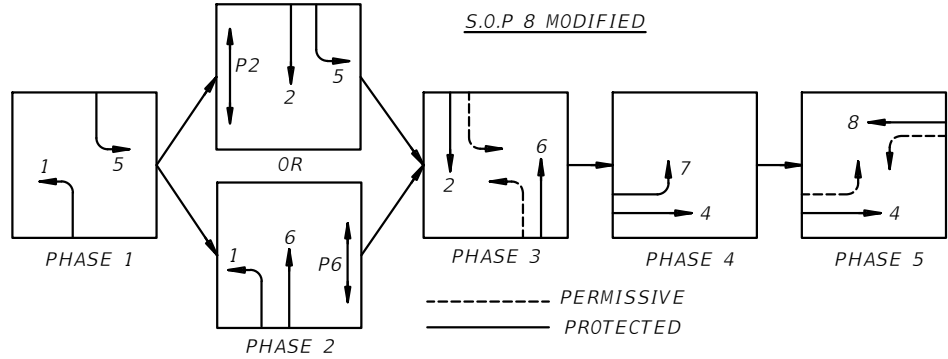 S.O.P 8 MODIFIED
1
5
PHASE 1
P2
2
5
OR
1
6
P6
PHASE 2
2
6
PHASE 3
7
4
PHASE 4
8
4
PHASE 5
PERMISSIVE
PROTECTED